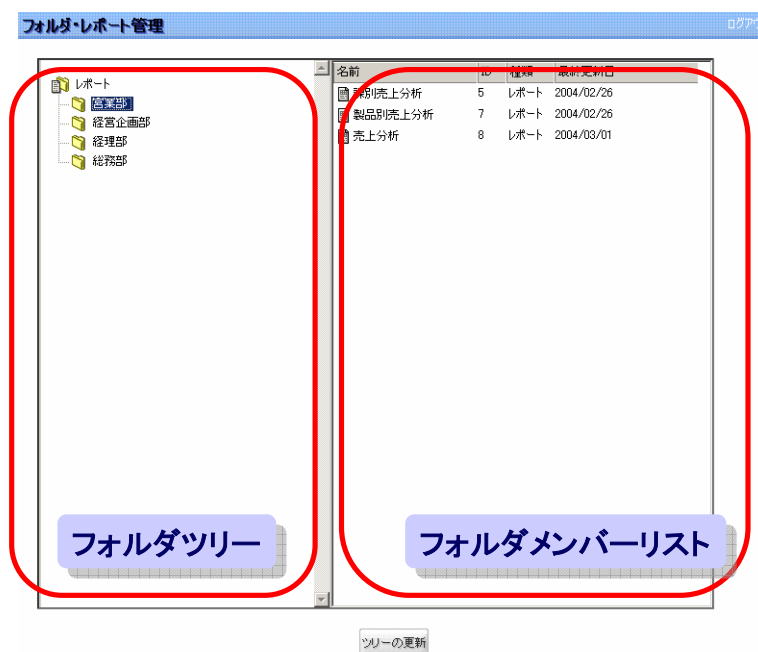 フォルダ・レポート管理
ログアウ
レポート
営業部
経営企画部
経理部
総務部
名前 ID 種類 最終更新日
課別売上分析 5 レポート 2004/02/26
製品別売上分析 7 レポート 2004/02/26
売上分析 8 レポート 2004/03/01
フォルダツリー
フォルダメンバーリスト
ツリーの更新